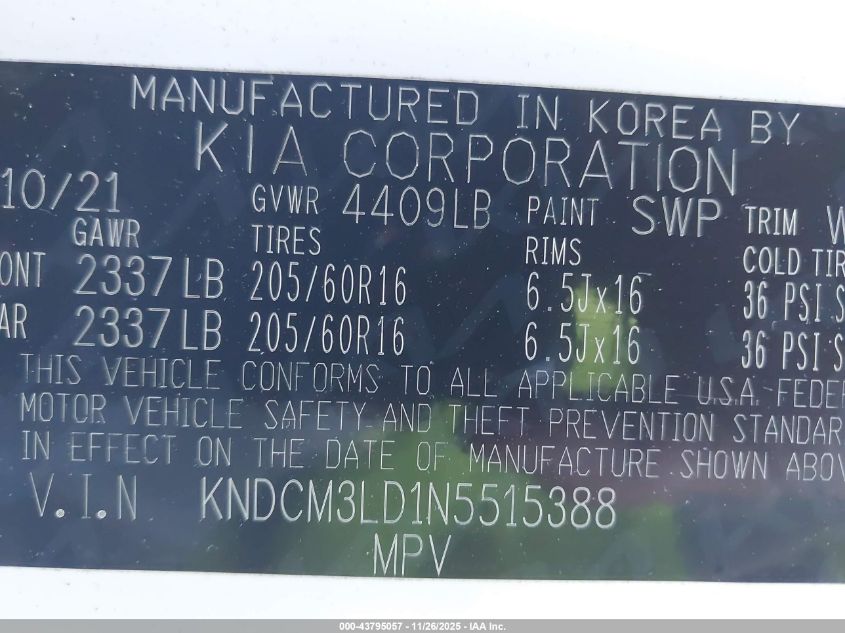 MANUFACTURED IN KOREA BY
KIA CORPORATION
10/21 GVWR 4409LB PAINT SWP TRIM W
GAWR TIRES RIMS COLD TIR
ONT 2337LB 205/60R16 6.5Jx16 36 PSI S
AR 2337LB 205/60R16 6.5Jx16 36 PSI S
THIS VEHICLE CONFORMS TO ALL APPLICABLE U.S.A. FEDER
MOTOR VEHICLE SAFETY AND THEFT PREVENTION STANDAR
IN EFFECT ON THE DATE OF MANUFACTURE SHOWN ABOV
V.I.N KNDCM3LD1N5515388
MPV
000-43795057 - 11/26/2025 - IAA Inc.